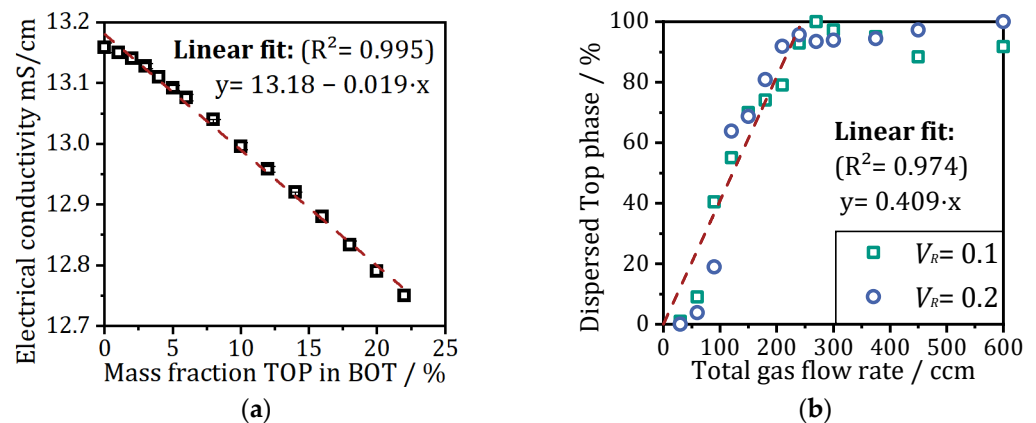 Electrical conductivity mS/cm
13.2
13.1
13.0
12.9
12.8
12.7
Linear fit: (R²= 0.995)
y= 13.18 − 0.019·x
0 5 10 15 20 25
Mass fraction TOP in BOT / %
(a)
Dispersed Top phase / %
100
80
60
40
20
0
Linear fit:
(R²= 0.974)
y= 0.409·x
V_R= 0.1
V_R= 0.2
0 100 200 300 400 500 600
Total gas flow rate / ccm
(b)